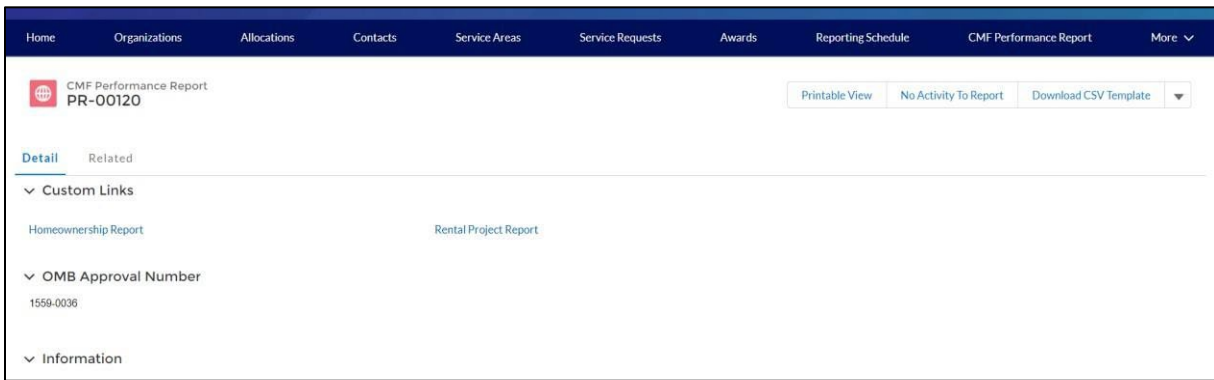 Home Organizations Allocations Contacts Service Areas Service Requests Awards Reporting Schedule CMF Performance Report More
CMF Performance Report
PR-00120
Printable View No Activity To Report Download CSV Template
Detail Related
Custom Links
Homeownership Report Rental Project Report
OMB Approval Number
1559-0036
Information